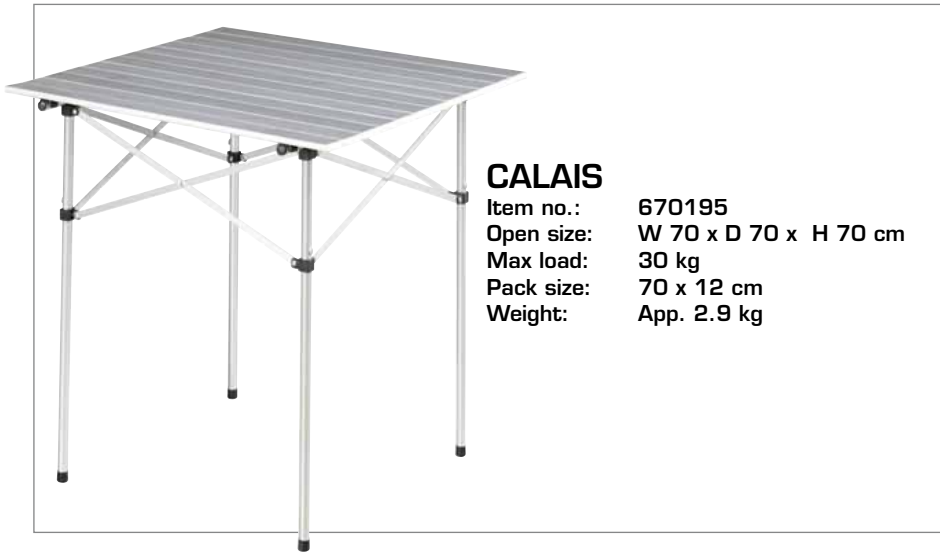 CALAIS
Item no.: 670195
Open size: W 70 x D 70 x H 70 cm
Max load: 30 kg
Pack size: 70 x 12 cm
Weight: App. 2.9 kg